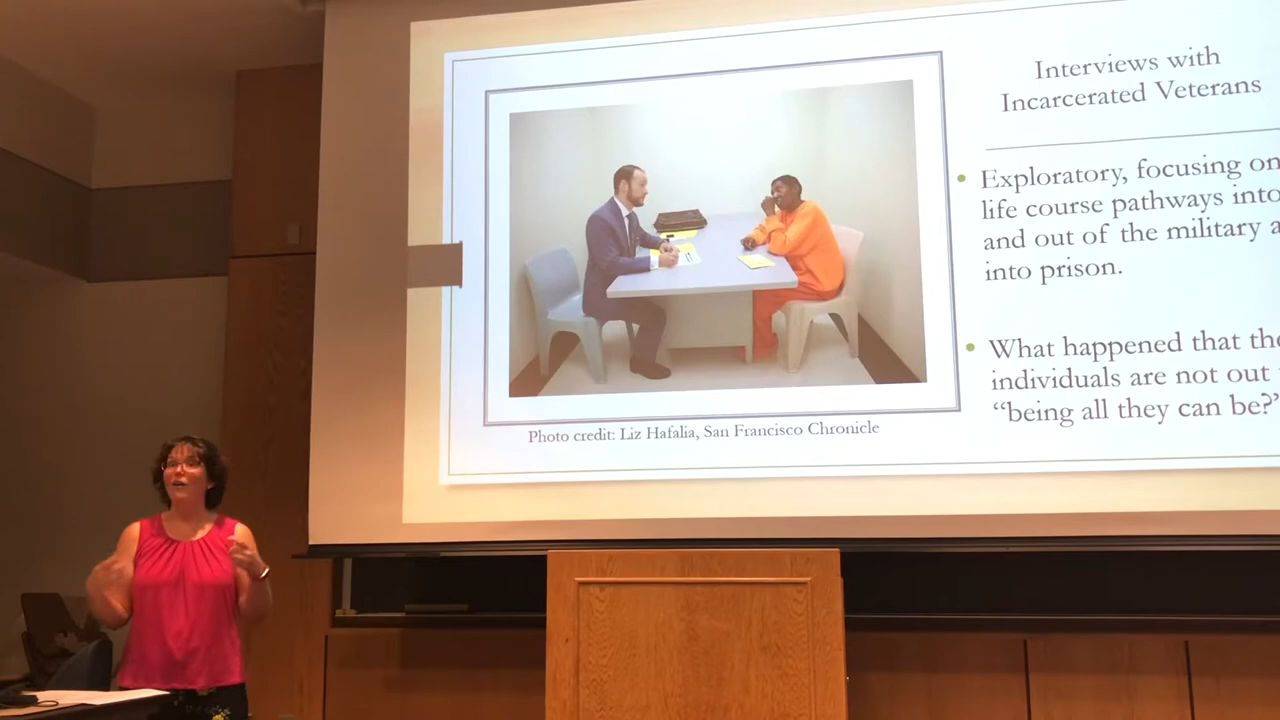 Interviews with
Incarcerated Veterans
• Exploratory, focusing on
life course pathways into
and out of the military a
into prison.
• What happened that the
individuals are not out
“being all they can be?”
Photo credit: Liz Hafalia, San Francisco Chronicle